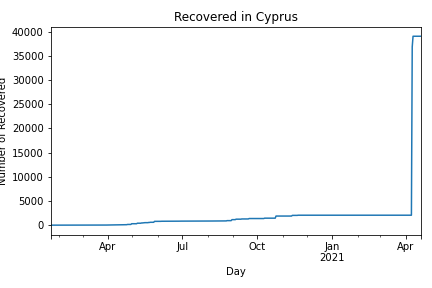 Recovered in Cyprus
Number of Recovered
40000
35000
30000
25000
20000
15000
10000
5000
0
Apr
Jul
Oct
Jan
2021
Apr
Day